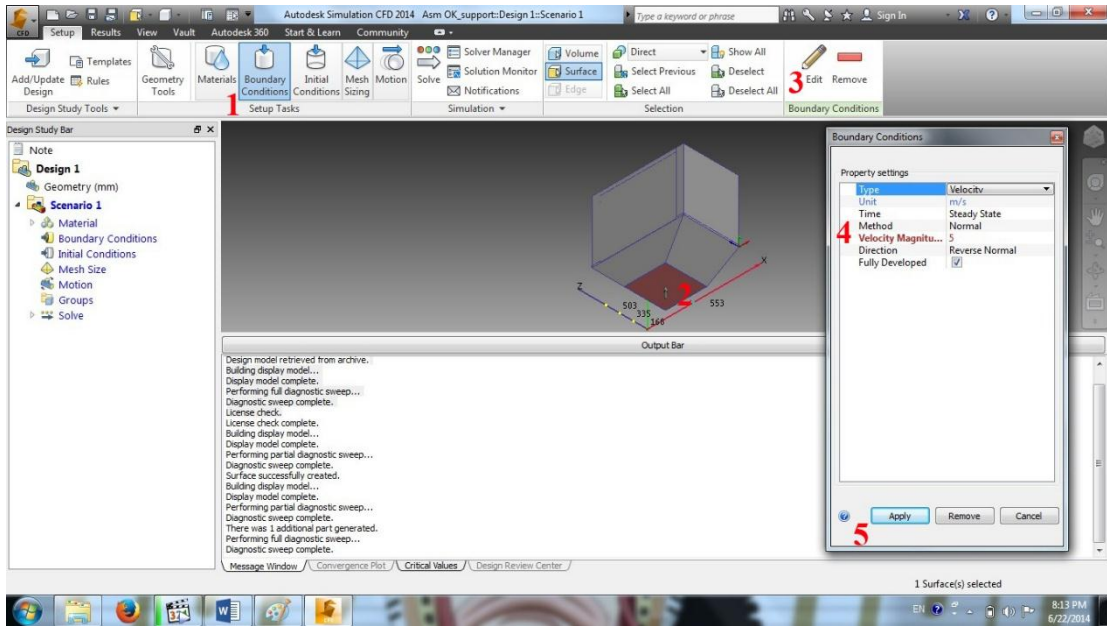 Autodesk Simulation CFD 2014 Asm OK_support::Design 1::Scenario 1
Type a keyword or phrase
Sign In
CFD
Setup Results View Vault Autodesk 360 Start & Learn Community
Add/Update Design
Templates
Rules
Geometry Tools
Materials
Boundary Conditions
Initial Conditions
Mesh Sizing
Motion
Solve
Solver Manager
Solution Monitor
Notifications
Volume
Surface
Edge
Direct
Select Previous
Select All
Show All
Deselect
Deselect All
3
Edit Remove
1
Design Study Tools
Setup Tasks
Simulation
Selection
Boundary Conditions
Design Study Bar
Note
Design 1
Geometry (mm)
Scenario 1
Material
Boundary Conditions
Initial Conditions
Mesh Size
Motion
Groups
Solve
Z
X
2
503
335
168
553
Boundary Conditions
Property settings
Type Velocity
Unit m/s
Time Steady State
Method Normal
4
Velocity Magnitu... 5
Direction Reverse Normal
Fully Developed
Apply Remove Cancel
5
Output Bar
Design model retrieved from archive.
Building display model...
Display model complete.
Performing full diagnostic sweep...
Diagnostic sweep complete.
License check.
License check complete.
Building display model...
Display model complete.
Performing partial diagnostic sweep...
Diagnostic sweep complete.
Surface successfully created.
Building display model...
Display model complete.
Performing partial diagnostic sweep...
Diagnostic sweep complete.
There was 1 additional part generated.
Performing full diagnostic sweep...
Diagnostic sweep complete.
Message Window Convergence Plot Critical Values Design Review Center
1 Surface(s) selected
EN
8:13 PM
6/22/2014